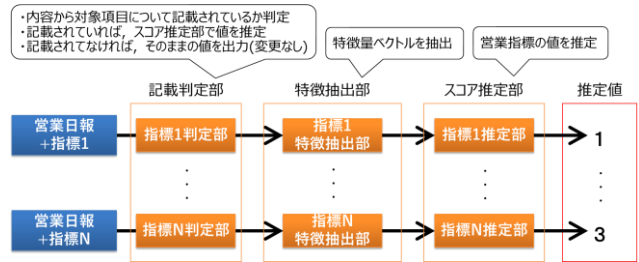 ・内容から対象項目について記載されているか判定
・記載されていれば，スコア推定部で値を推定
・記載されてなければ，そのままの値を出力(変更なし)
特徴量ベクトルを抽出
営業指標の値を推定
記載判定部
特徴抽出部
スコア推定部
推定値
営業日報
+指標1
指標1判定部
指標1
特徴抽出部
指標1推定部
1
営業日報
+指標N
指標N判定部
指標N
特徴抽出部
指標N推定部
3